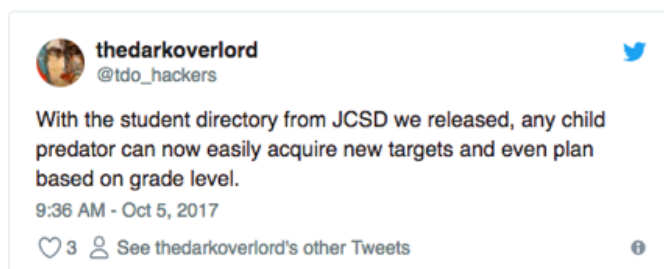 thedarkoverlord
@tdo_hackers
With the student directory from JCSD we released, any child
predator can now easily acquire new targets and even plan
based on grade level.
9:36 AM - Oct 5, 2017
3 See thedarkoverlord's other Tweets